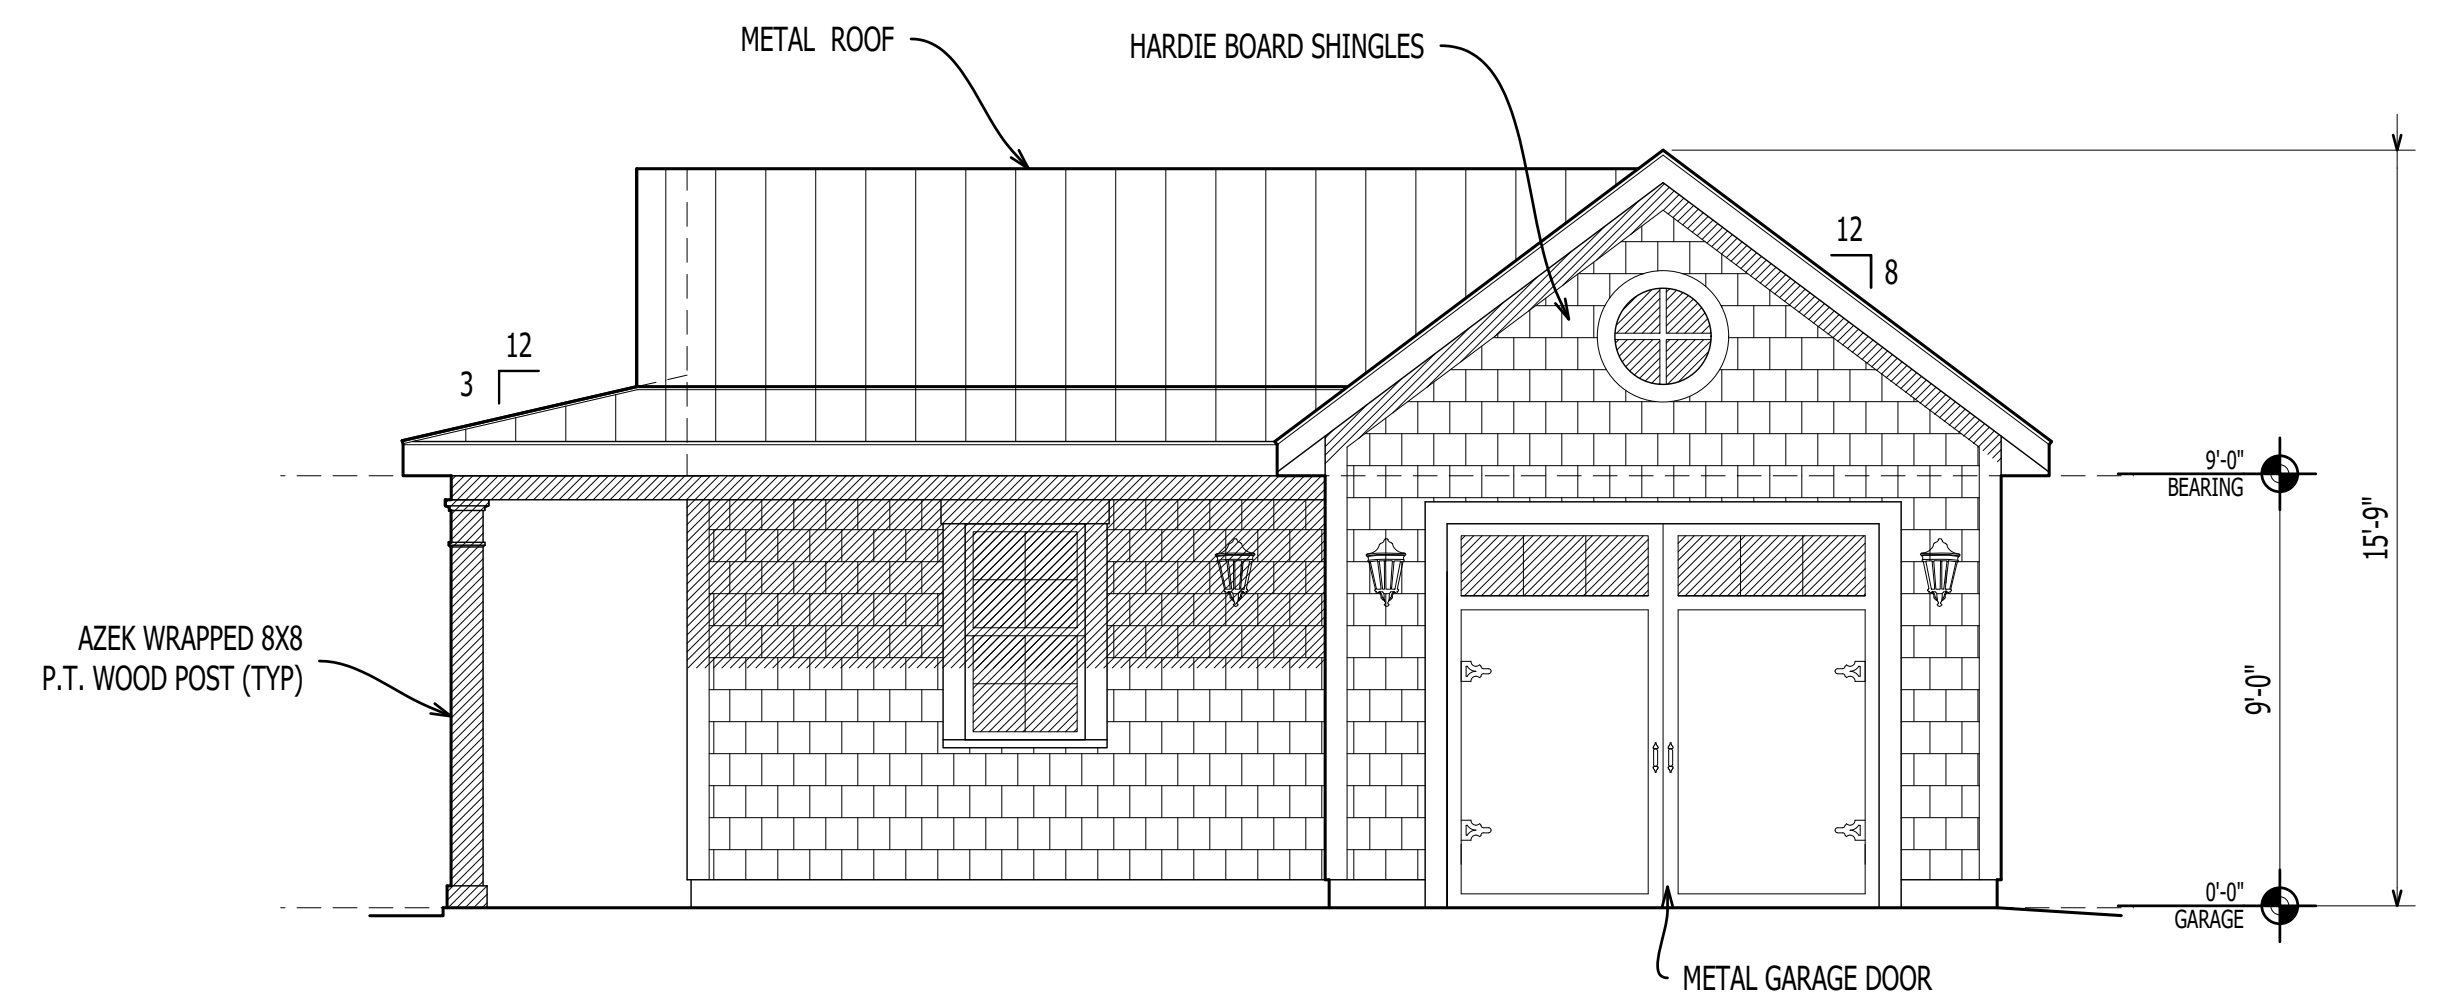 METAL ROOF
HARDIE BOARD SHINGLES
12
8
12
3
9'-0"
BEARING
15'-9"
AZEK WRAPPED 8X8
P.T. WOOD POST (TYP)
9'-0"
0'-0"
GARAGE
METAL GARAGE DOOR